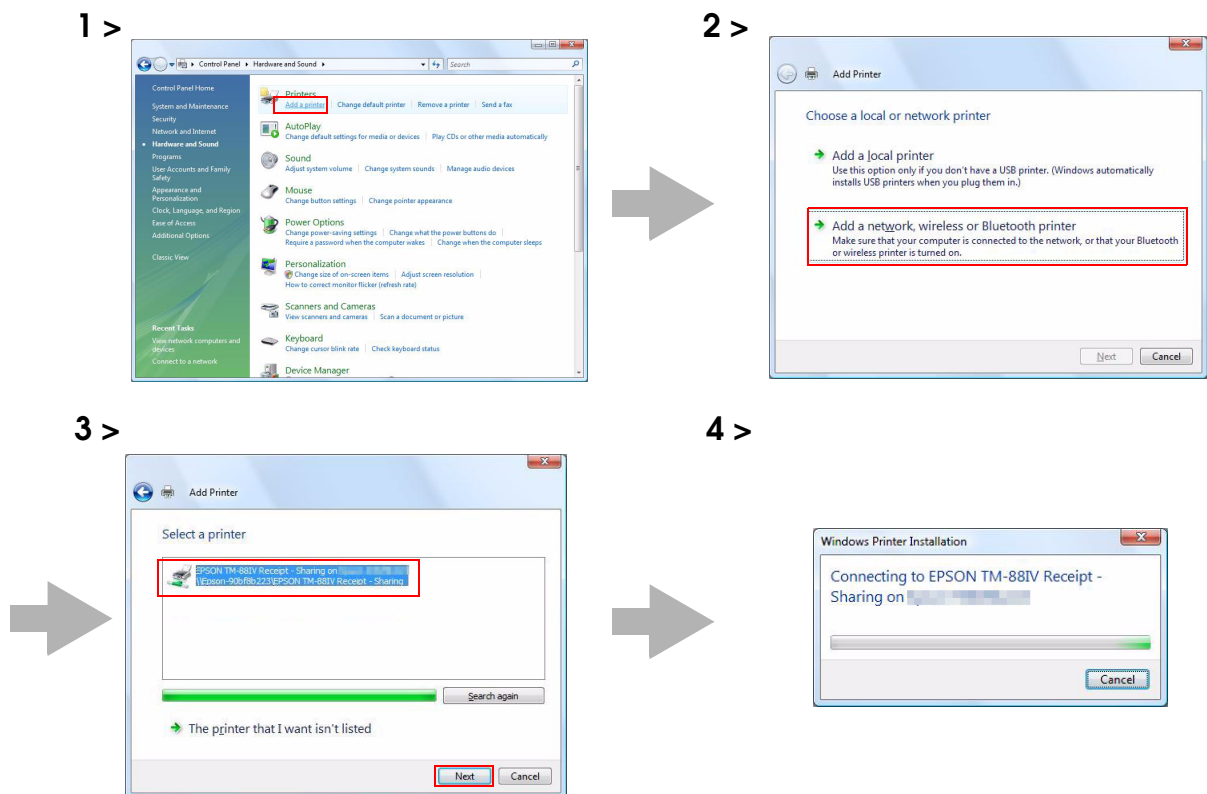 1 >
Control Panel ▸ Hardware and Sound ▸
Search
Control Panel Home
System and Maintenance
Security
Network and Internet
Hardware and Sound
Programs
User Accounts and Family
Safety
Appearance and
Personalization
Clock, Language, and Region
Ease of Access
Additional Options
Classic View
Recent Tasks
View network computers and
devices
Connect to a network
Printers
Add a printer | Change default printer | Remove a printer | Send a fax
AutoPlay
Change default settings for media or devices | Play CDs or other media automatically
Sound
Adjust system volume | Change system sounds | Manage audio devices
Mouse
Change button settings | Change pointer appearance
Power Options
Change power-saving settings | Change what the power buttons do |
Require a password when the computer wakes | Change when the computer sleeps
Personalization
Change size of on-screen items | Adjust screen resolution |
How to correct monitor flicker (refresh rate)
Scanners and Cameras
View scanners and cameras | Scan a document or picture
Keyboard
Change cursor blink rate | Check keyboard status
Device Manager
2 >
Add Printer
Choose a local or network printer
Add a local printer
Use this option only if you don't have a USB printer. (Windows automatically
installs USB printers when you plug them in.)
Add a network, wireless or Bluetooth printer
Make sure that your computer is connected to the network, or that your Bluetooth
or wireless printer is turned on.
Next
Cancel
3 >
Add Printer
Select a printer
EPSON TM-88IV Receipt - Sharing on
\\Epson-90bf8b223\EPSON TM-88IV Receipt - Sharing
Search again
The printer that I want isn't listed
Next
Cancel
4 >
Windows Printer Installation
Connecting to EPSON TM-88IV Receipt -
Sharing on
Cancel